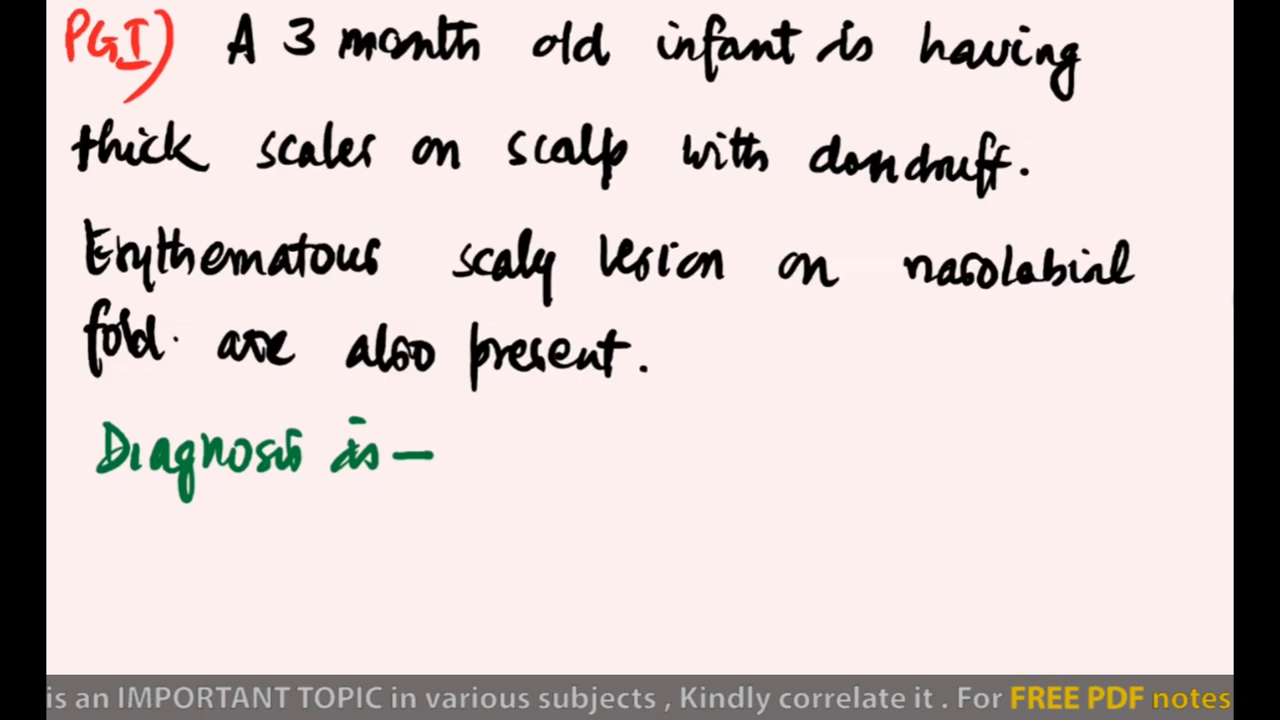 PGI) A 3 month old infant is having
thick scales on scalp with dandruff.
Erythematous scaly lesion on nasolabial
fold. are also present.
Diagnosis is —
is an IMPORTANT TOPIC in various subjects , Kindly correlate it . For FREE PDF notes